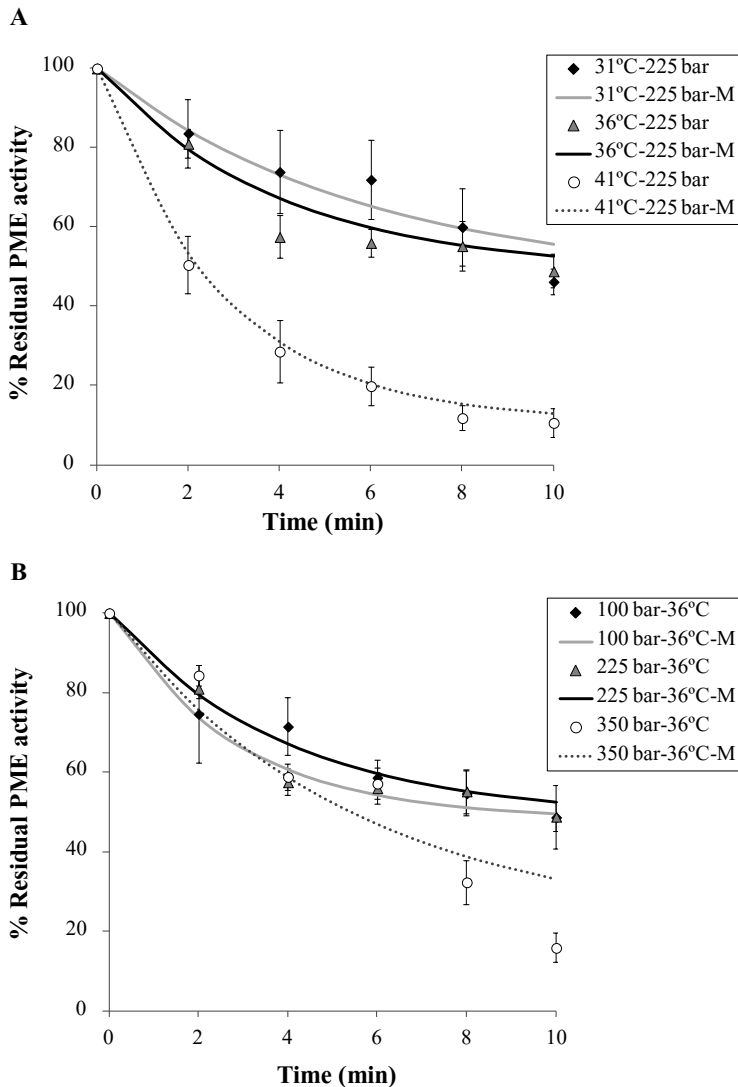 A
% Residual PME activity
100
80
60
40
20
0
0 2 4 6 8 10
Time (min)
31ºC-225 bar
31ºC-225 bar-M
36ºC-225 bar
36ºC-225 bar-M
41ºC-225 bar
41ºC-225 bar-M
B
% Residual PME activity
100
80
60
40
20
0
0 2 4 6 8 10
Time (min)
100 bar-36ºC
100 bar-36ºC-M
225 bar-36ºC
225 bar-36ºC-M
350 bar-36ºC
350 bar-36ºC-M